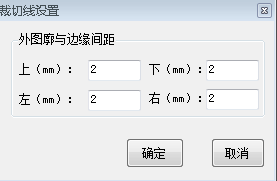 裁切线设置
外图廓与边缘间距
上（mm）： 2 下（mm）： 2
左（mm）： 2 右（mm）： 2
确定 取消